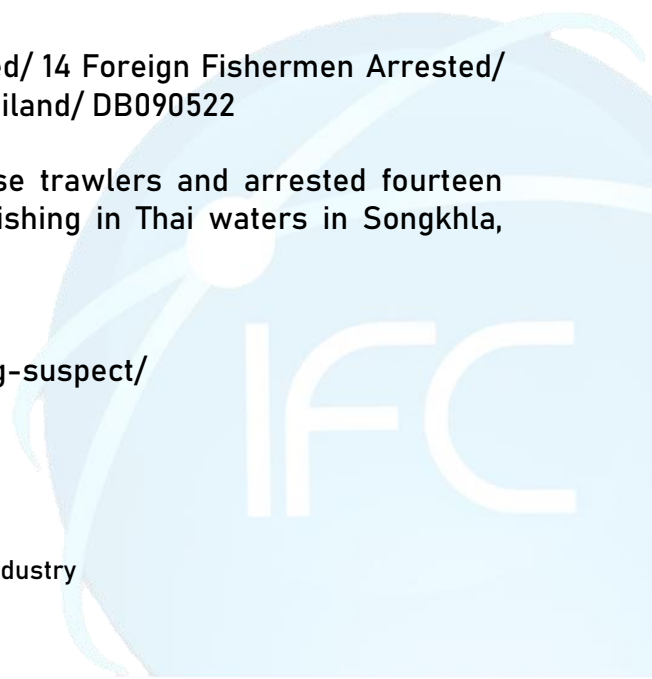 ed/ 14 Foreign Fishermen Arrested/
iland/ DB090522
se trawlers and arrested fourteen
ishing in Thai waters in Songkhla,
g-suspect/
IFC
dustry